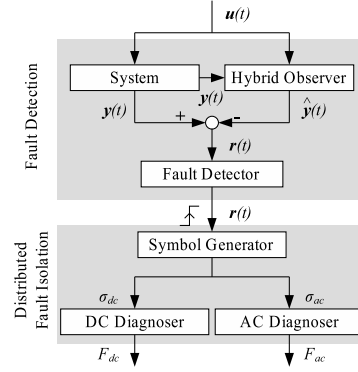 u(t)
Fault Detection
System
Hybrid Observer
y(t)
y(t)
ŷ(t)
+
-
r(t)
Fault Detector
r(t)
Distributed
Fault Isolation
Symbol Generator
σdc
σac
DC Diagnoser
AC Diagnoser
Fdc
Fac